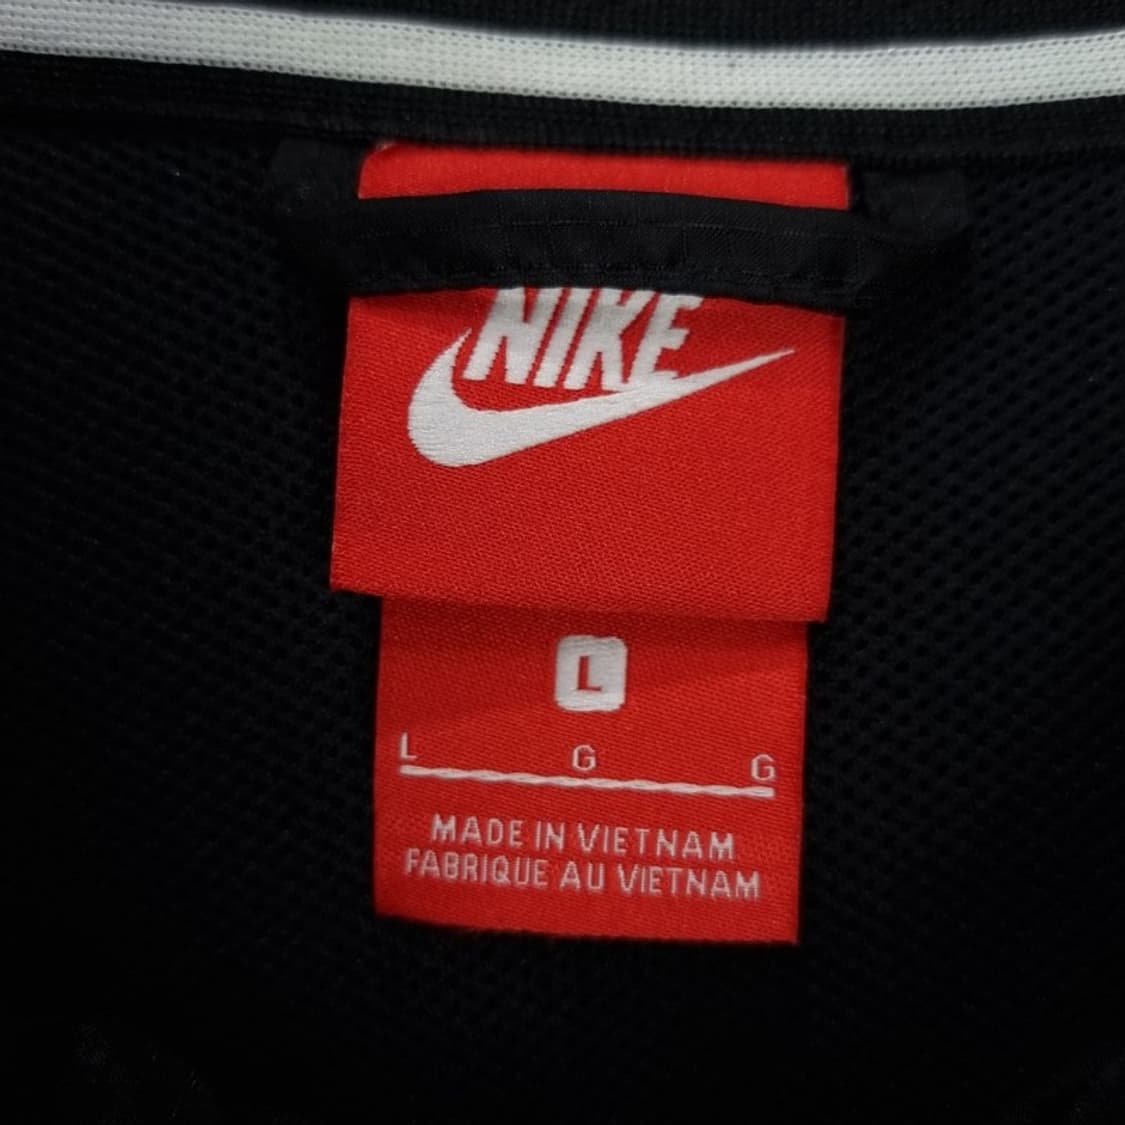 NIKE
L
L G G
MADE IN VIETNAM
FABRIQUE AU VIETNAM